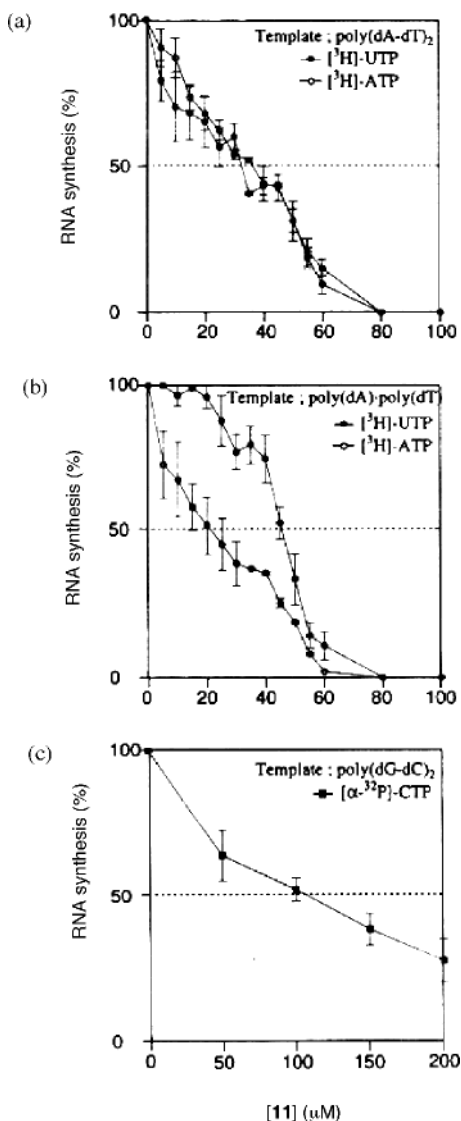 (a)
Template ; poly(dA-dT)2
[3H]-UTP
[3H]-ATP
RNA synthesis (%)
100
50
0
0 20 40 60 80 100
(b)
Template ; poly(dA)·poly(dT)
[3H]-UTP
[3H]-ATP
RNA synthesis (%)
100
50
0
0 20 40 60 80 100
(c)
Template ; poly(dG-dC)2
[α-32P}-CTP
RNA synthesis (%)
100
50
0
0 50 100 150 200
[11] (μM)